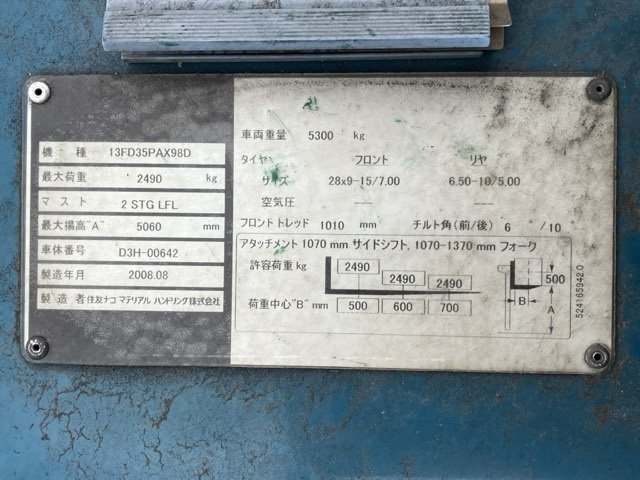 機種 13FD35PAX98D
最大荷重 2490 kg
マスト 2 STG LFL
最大揚高"A" 5060 mm
車体番号 D3H-00642
製造年月 2008.08
製造者 住友ナコ マテリアル ハンドリング株式会社
車両重量 5300 kg
タイヤ フロント リヤ
サイズ 28x9-15/7.00 6.50-10/5.00
空気圧 — —
フロントトレッド 1010 mm チルト角(前/後) 6°/10°
アタッチメント 1070 mm サイドシフト, 1070-1370 mm フォーク
許容荷重 kg 2490 2490 2490
荷重中心"B" mm 500 600 700
500
B
A
524165942.0